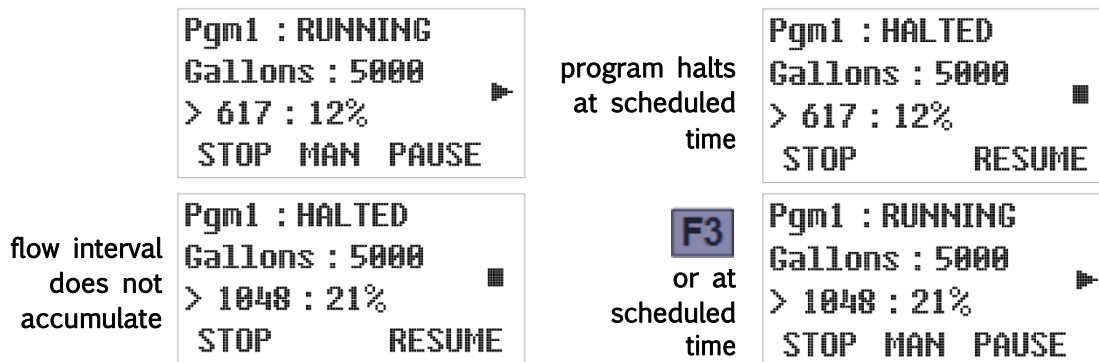 Pgm1 : RUNNING
Gallons : 5000
> 617 : 12%
STOP MAN PAUSE
program halts
at scheduled
time
Pgm1 : HALTED
Gallons : 5000
> 617 : 12%
STOP RESUME
flow interval
does not
accumulate
Pgm1 : HALTED
Gallons : 5000
> 1048 : 21%
STOP RESUME
F3
or at
scheduled
time
Pgm1 : RUNNING
Gallons : 5000
> 1048 : 21%
STOP MAN PAUSE